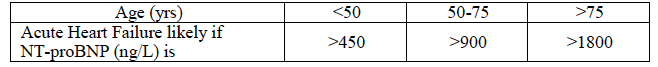 Age (yrs) <50 50-75 >75
Acute Heart Failure likely if
NT-proBNP (ng/L) is >450 >900 >1800